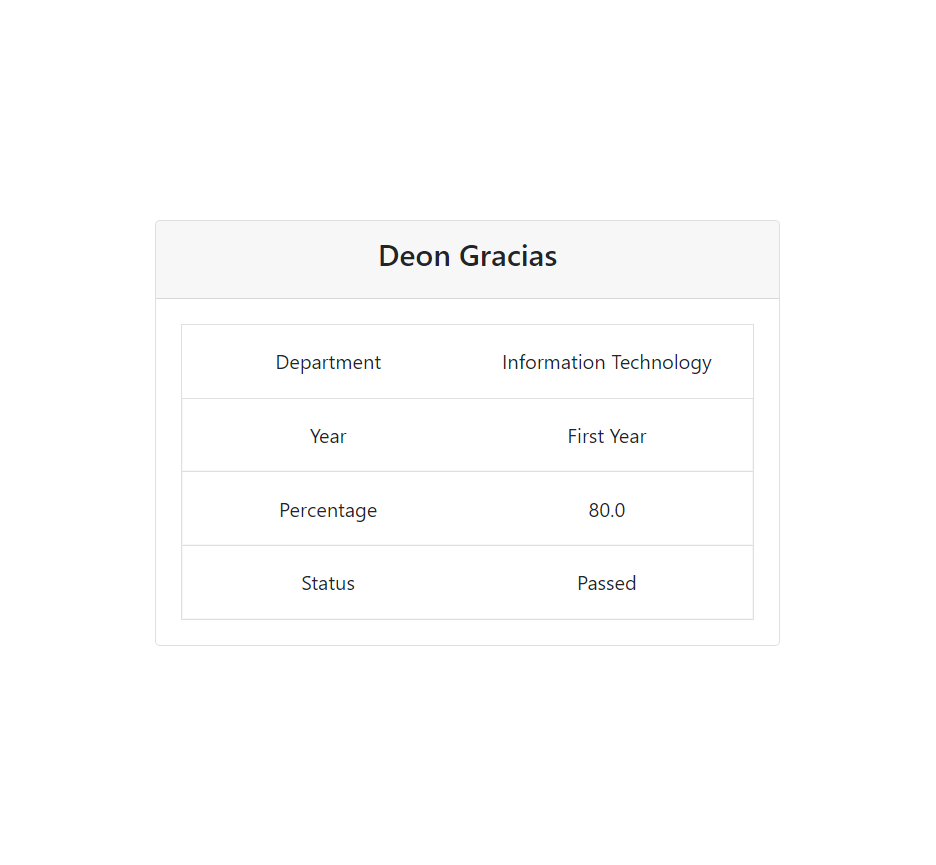 Deon Gracias
Department Information Technology
Year First Year
Percentage 80.0
Status Passed